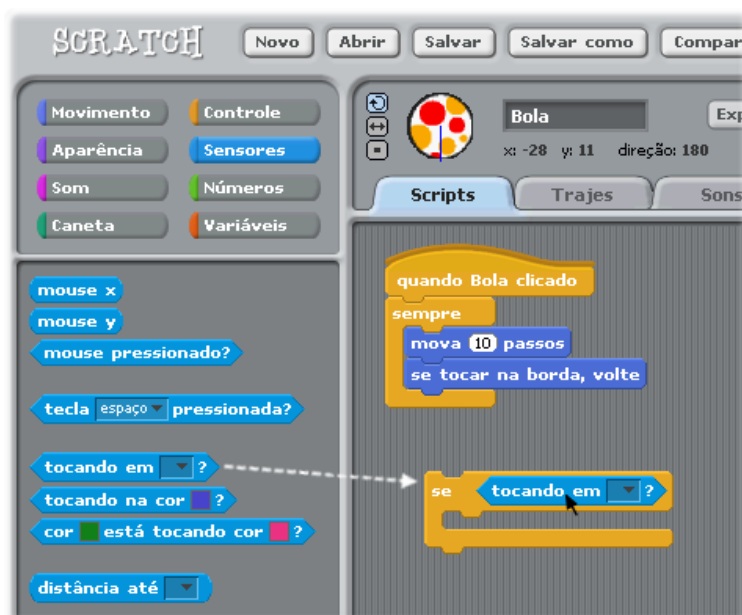 SCRATCH Novo Abrir Salvar Salvar como Compar
Movimento Controle
Aparência Sensores
Som Números
Caneta Variáveis
Bola Exp
x: -28 y: 11 direção: 180
Scripts Trajes Sons
mouse x
mouse y
mouse pressionado?
tecla espaço pressionada?
tocando em ?
tocando na cor ?
cor está tocando cor ?
distância até
quando Bola clicado
sempre
mova 10 passos
se tocar na borda, volte
se tocando em ?